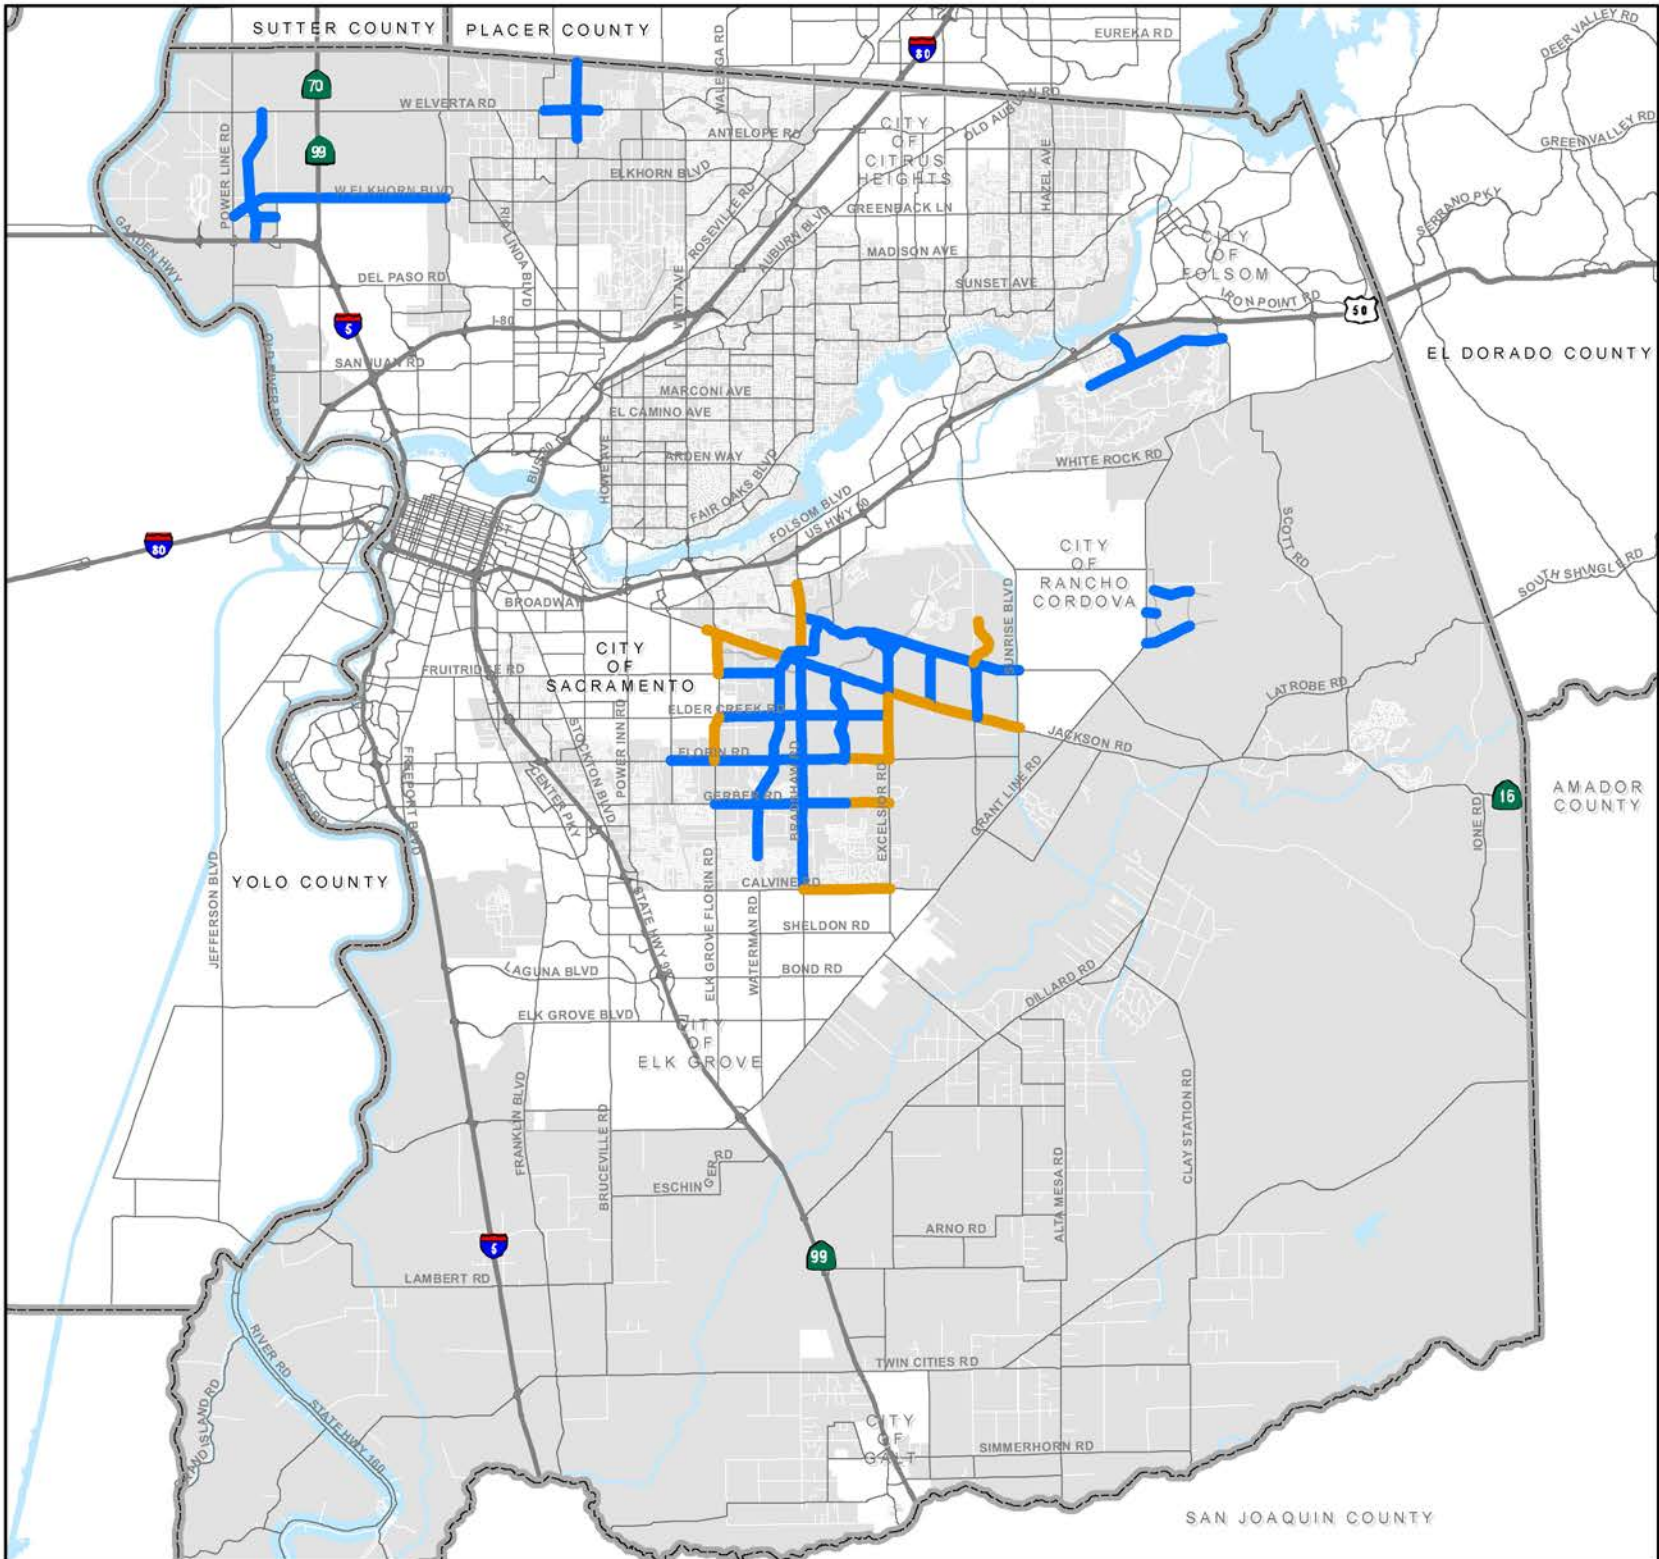 SUTTER COUNTY
PLACER COUNTY
EUREKA RD
DEER VALLEY RD
80
70
W ELVERTA RD
WALERGA RD
OLD AUBURN RD
ANTELOPE RD
CITY
OF
CITRUS
HEIGHTS
HAZEL AVE
GREEN VALLEY RD
POWER LINE RD
99
ELKHORN BLVD
W ELKHORN BLVD
ROSEVILLE RD
GREENBACK LN
SERRANO PKY
RIO LINDA BLVD
AUBURN BLVD
GARDEN HWY
MADISON AVE
CITY
OF
FOLSOM
DEL PASO RD
SUNSET AVE
IRON POINT RD
WATT AVE
50
5
I-80
OLD RIVER RD
SAN JUAN RD
EL DORADO COUNTY
MARCONI AVE
EL CAMINO AVE
HOWE AVE
ARDEN WAY
BUS 80
WHITE ROCK RD
FAIR OAKS BLVD
FOLSOM BLVD
US HWY 50
SCOTT RD
80
CITY
OF
RANCHO
CORDOVA
SOUTH SHINGLE RD
BROADWAY
SUNRISE BLVD
CITY
OF
SACRAMENTO
FRUITRIDGE RD
LATROBE RD
ELDER CREEK RD
STOCKTON BLVD
POWER INN RD
JACKSON RD
FLORIN RD
BRADSHAW RD
FREEPORT BLVD
CENTER PKY
GERBER RD
EXCELSIOR RD
GRANT LINE RD
16
AMADOR
COUNTY
IONE RD
YOLO COUNTY
JEFFERSON BLVD
CALVINE RD
ELK GROVE FLORIN RD
WATERMAN RD
STATE HWY 99
SHELDON RD
LAGUNA BLVD
BOND RD
DILLARD RD
ELK GROVE BLVD
CITY
OF
ELK GROVE
FRANKLIN BLVD
BRUCEVILLE RD
CLAY STATION RD
ESCHINGER RD
ALTA MESA RD
ARNO RD
5
99
LAMBERT RD
RIVER RD
TWIN CITIES RD
STATE HWY 160
CITY
OF
GALT
SIMMERHORN RD
SAN JOAQUIN COUNTY